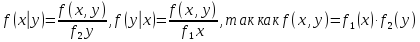 f(x|y)=f(x,y)/f₂y, f(y|x)=f(x,y)/f₁x, так как f(x,y)=f₁(x)·f₂(y)